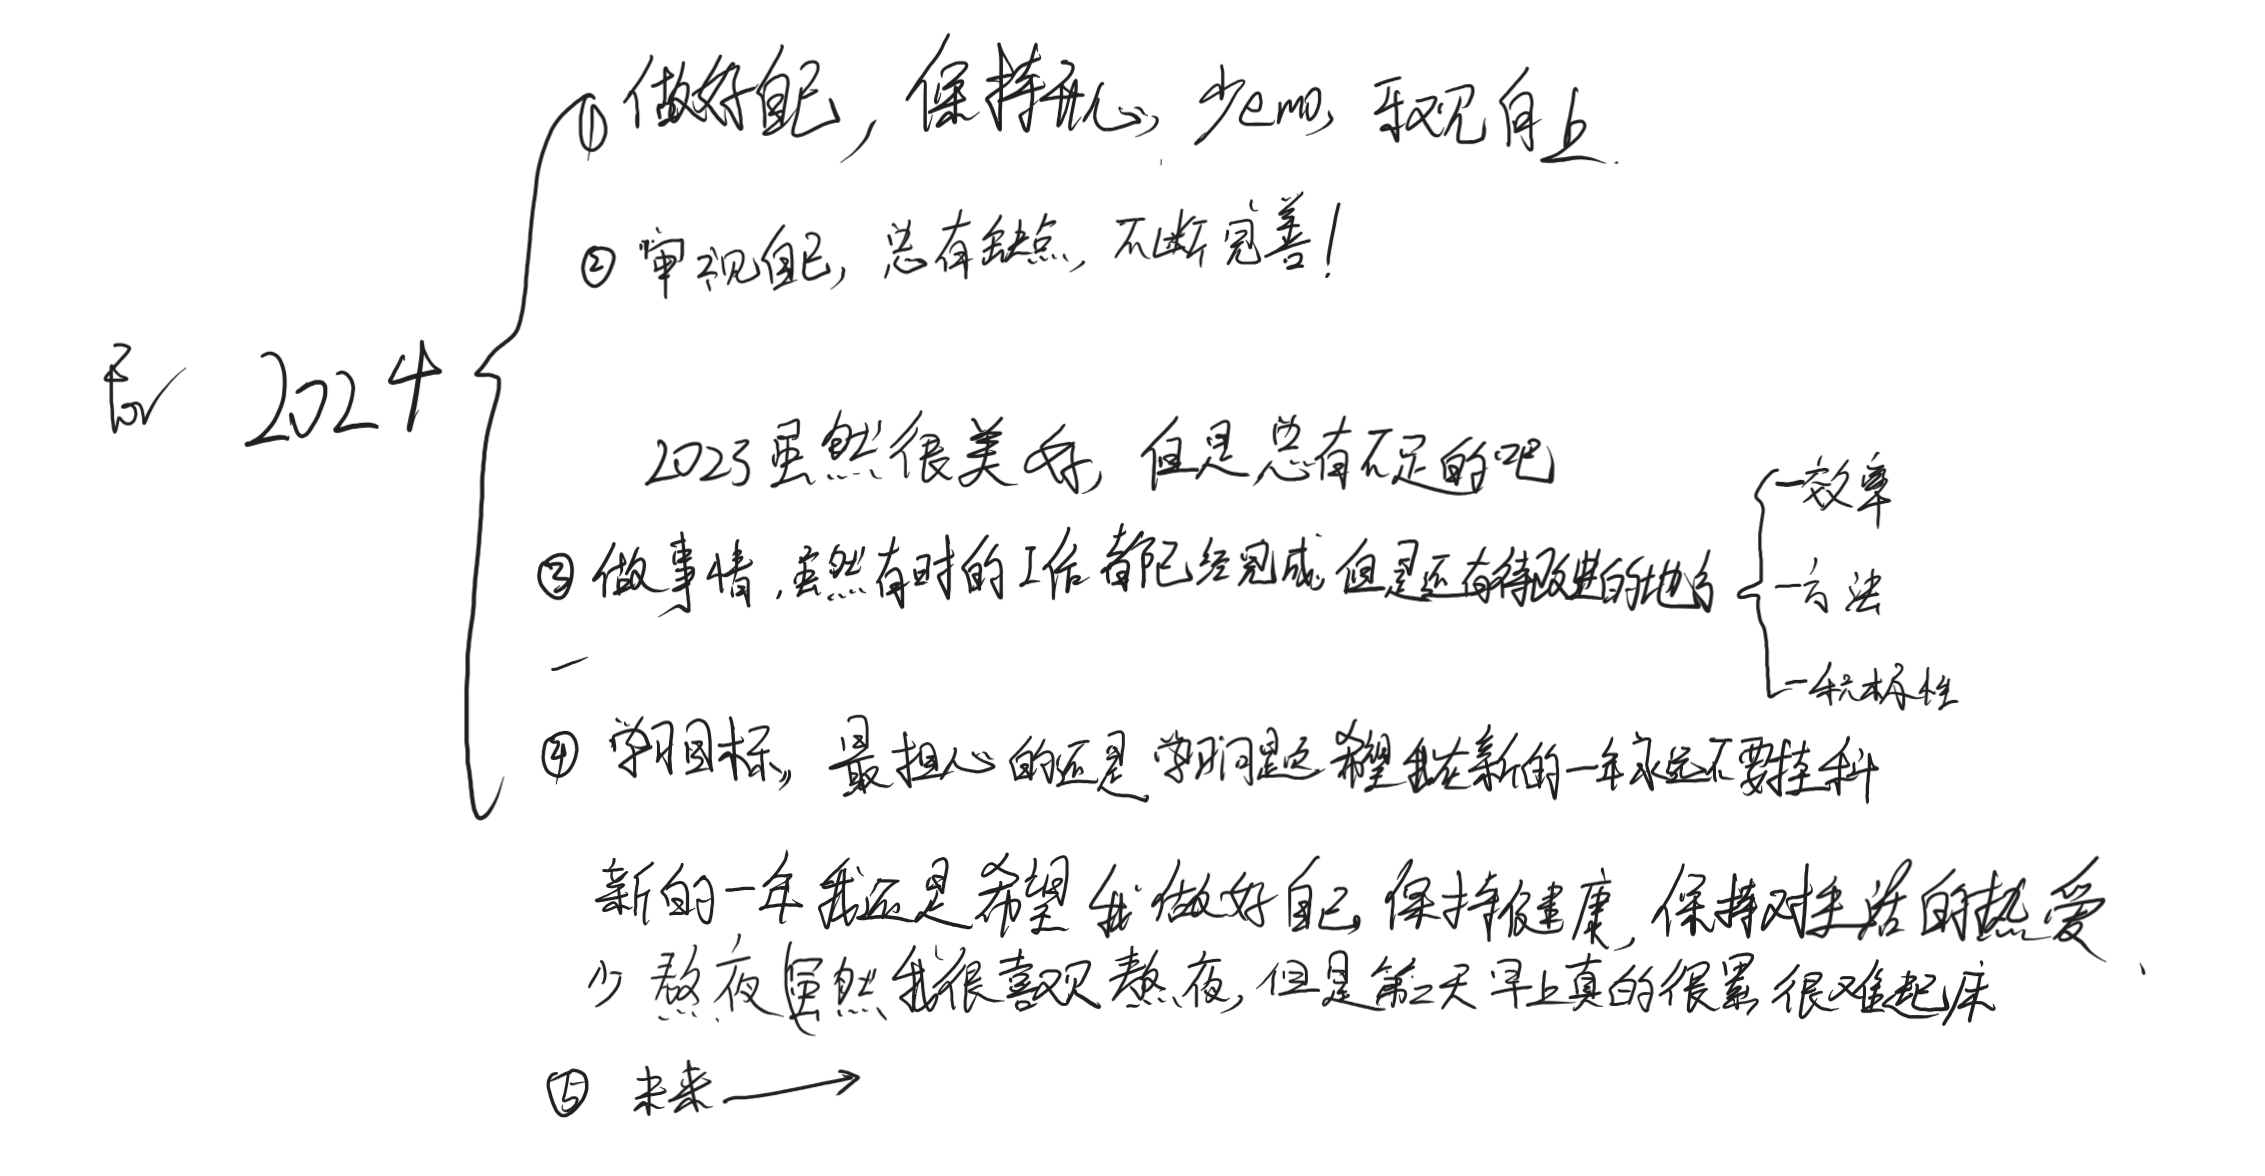 ① 做好自己，保持开心，少emo，乐观向上.
② 审视自己，总有缺点，不断完善！
For 2024
2023虽然很美好，但是总有不足的吧
一效率
③ 做事情，虽然有时的工作都已经完成，但是还有待改进的地方
一方法
一积极性
④ 学习目标，最担心的还是学习问题，希望我在新的一年永远不要挂科
新的一年我还是希望我做好自己，保持健康，保持对生活的热爱
少熬夜（虽然我很喜欢熬夜，但是第2天早上真的很累，很难起床
⑤ 未来→